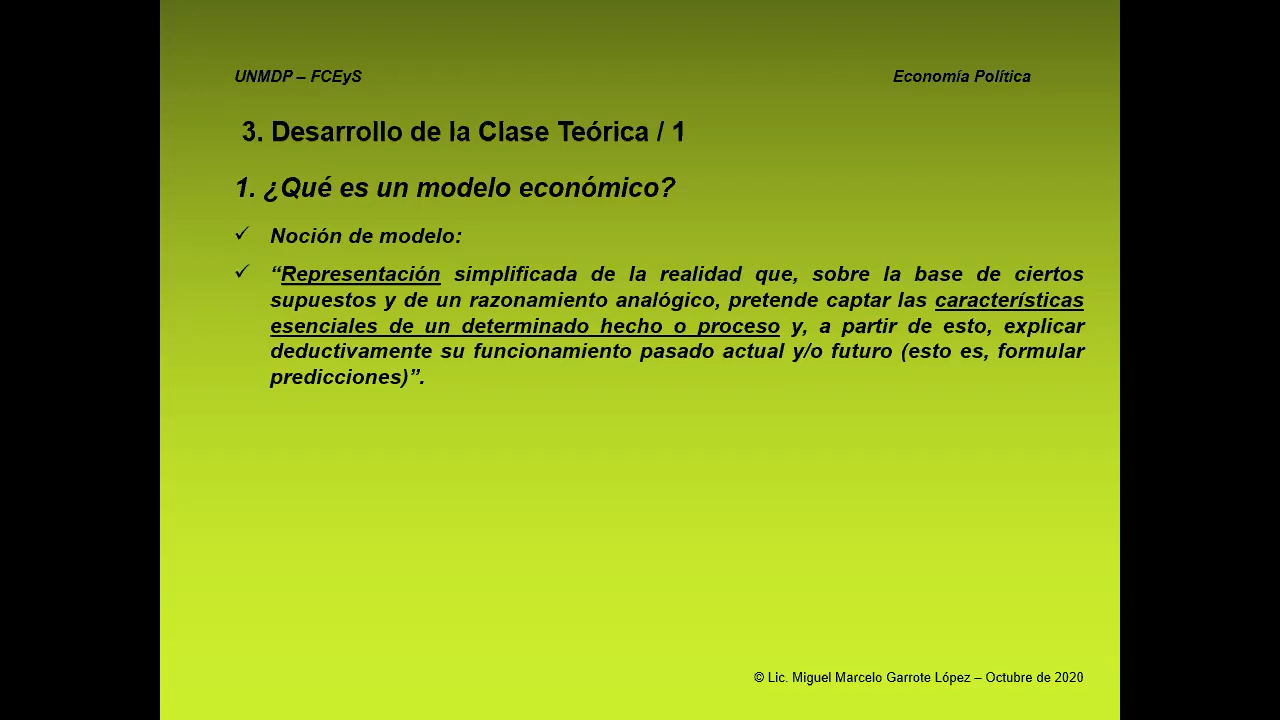 UNMDP – FCEyS Economía Política
3. Desarrollo de la Clase Teórica / 1
1. ¿Qué es un modelo económico?
✓ Noción de modelo:
✓ “Representación simplificada de la realidad que, sobre la base de ciertos
supuestos y de un razonamiento analógico, pretende captar las características
esenciales de un determinado hecho o proceso y, a partir de esto, explicar
deductivamente su funcionamiento pasado actual y/o futuro (esto es, formular
predicciones)”.
© Lic. Miguel Marcelo Garrote López – Octubre de 2020